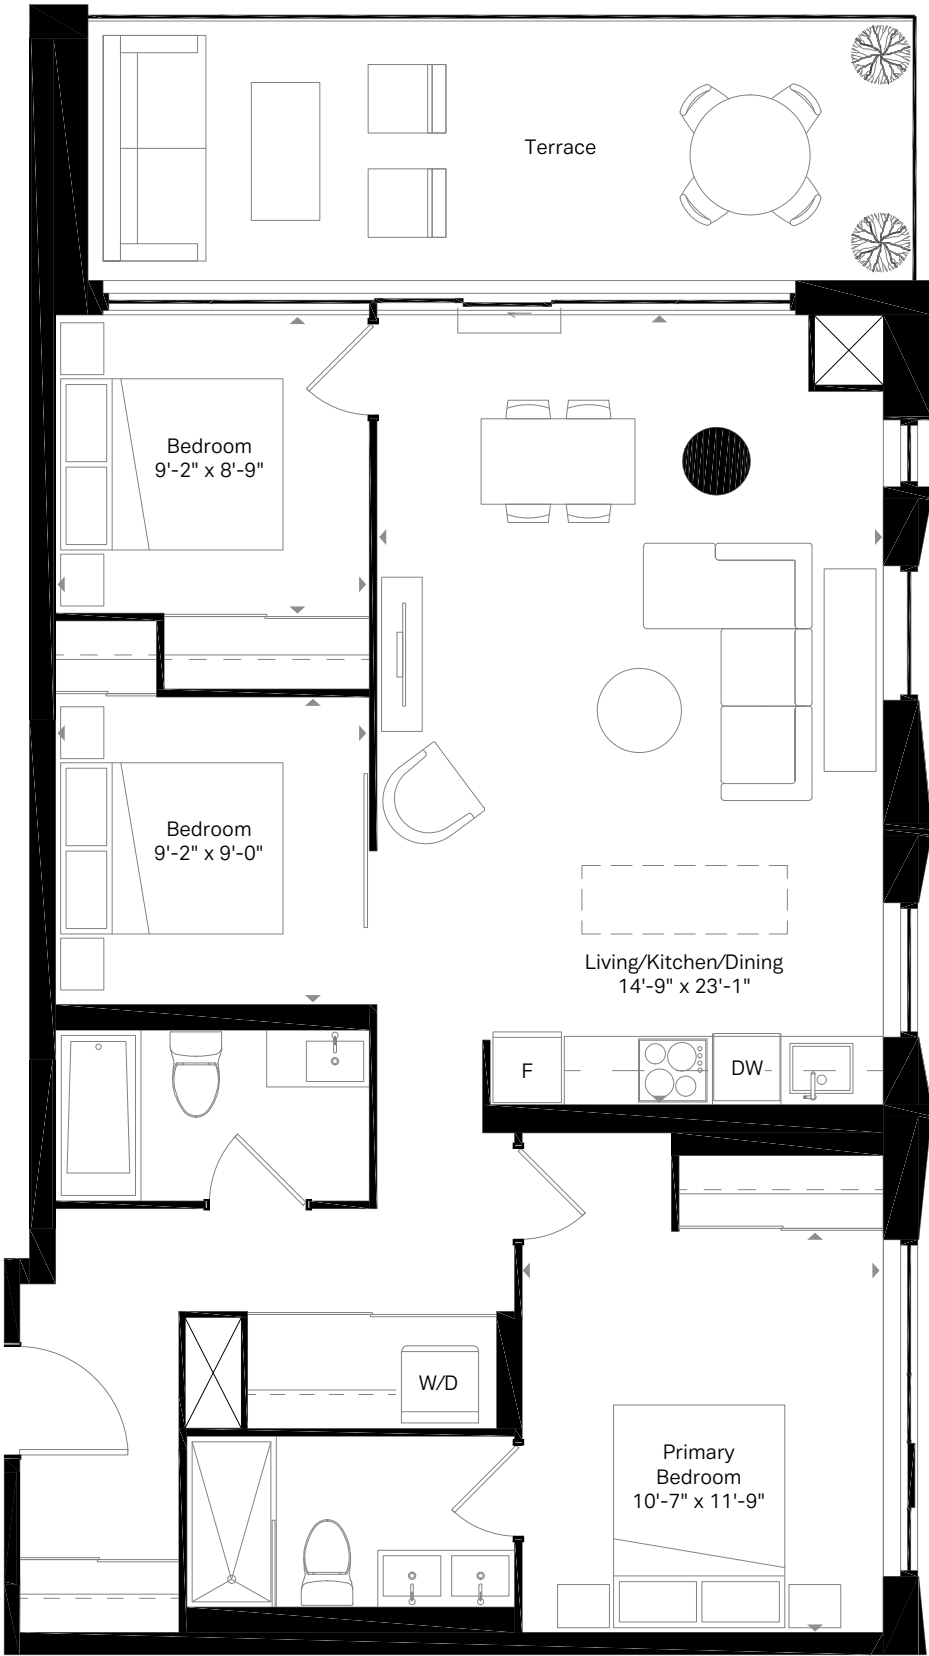 Terrace
Bedroom
9'-2" x 8'-9"
Bedroom
9'-2" x 9'-0"
Living/Kitchen/Dining
14'-9" x 23'-1"
F
DW
W/D
Primary
Bedroom
10'-7" x 11'-9"